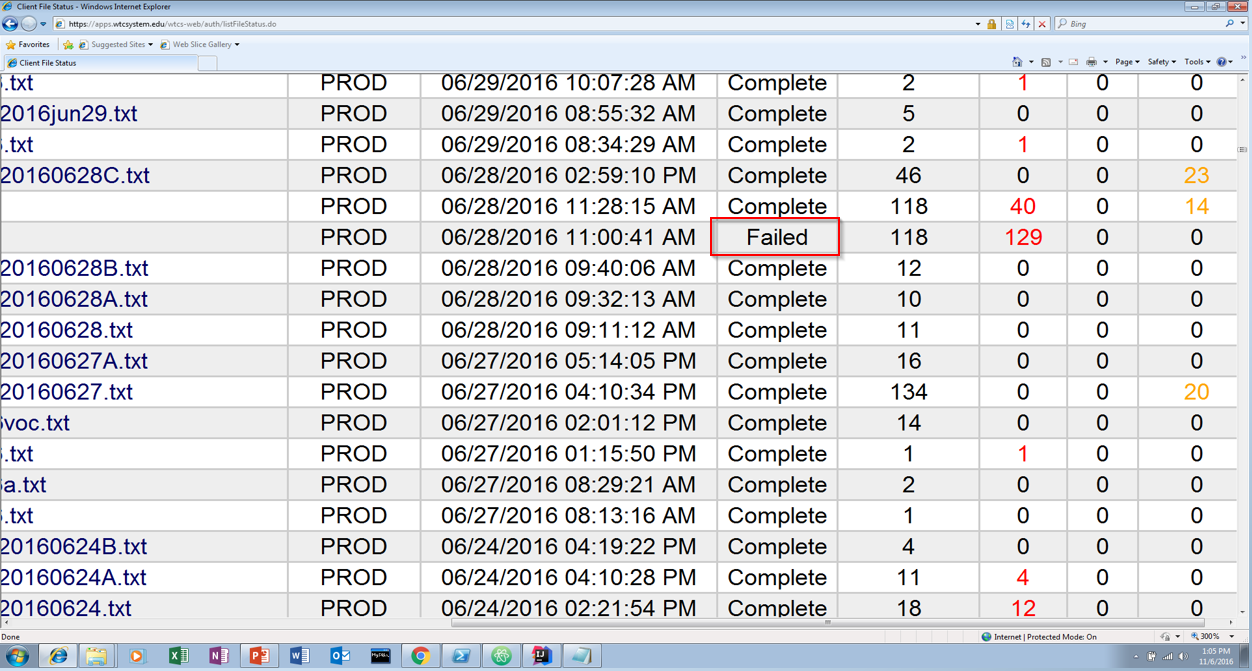 Client File Status - Windows Internet Explorer
https://apps.wtcsystem.edu/wtcs-web/auth/listFileStatus.do Bing
Favorites Suggested Sites Web Slice Gallery
Client File Status Page Safety Tools
.txt PROD 06/29/2016 10:07:28 AM Complete 2 1 0 0
2016jun29.txt PROD 06/29/2016 08:55:32 AM Complete 5 0 0 0
.txt PROD 06/29/2016 08:34:29 AM Complete 2 1 0 0
20160628C.txt PROD 06/28/2016 02:59:10 PM Complete 46 0 0 23
PROD 06/28/2016 11:28:15 AM Complete 118 40 0 14
PROD 06/28/2016 11:00:41 AM Failed 118 129 0 0
20160628B.txt PROD 06/28/2016 09:40:06 AM Complete 12 0 0 0
20160628A.txt PROD 06/28/2016 09:32:13 AM Complete 10 0 0 0
20160628.txt PROD 06/28/2016 09:11:12 AM Complete 11 0 0 0
20160627A.txt PROD 06/27/2016 05:14:05 PM Complete 16 0 0 0
20160627.txt PROD 06/27/2016 04:10:34 PM Complete 134 0 0 20
voc.txt PROD 06/27/2016 02:01:12 PM Complete 14 0 0 0
.txt PROD 06/27/2016 01:15:50 PM Complete 1 1 0 0
a.txt PROD 06/27/2016 08:29:21 AM Complete 2 0 0 0
.txt PROD 06/27/2016 08:13:16 AM Complete 1 0 0 0
20160624B.txt PROD 06/24/2016 04:19:22 PM Complete 4 0 0 0
20160624A.txt PROD 06/24/2016 04:10:28 PM Complete 11 4 0 0
20160624.txt PROD 06/24/2016 02:21:54 PM Complete 18 12 0 0
Done Internet | Protected Mode: On 300%
1:05 PM
11/6/2016